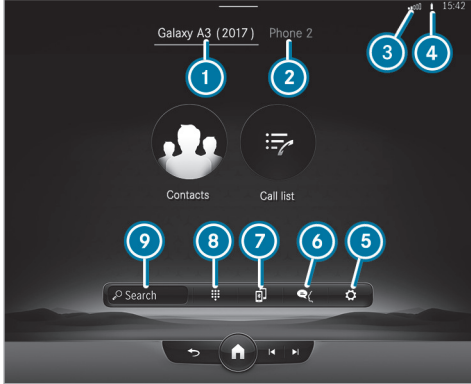 15:42
Galaxy A3 (2017) Phone 2
3 4
1 2
Contacts Call list
9 8 7 6 5
Search